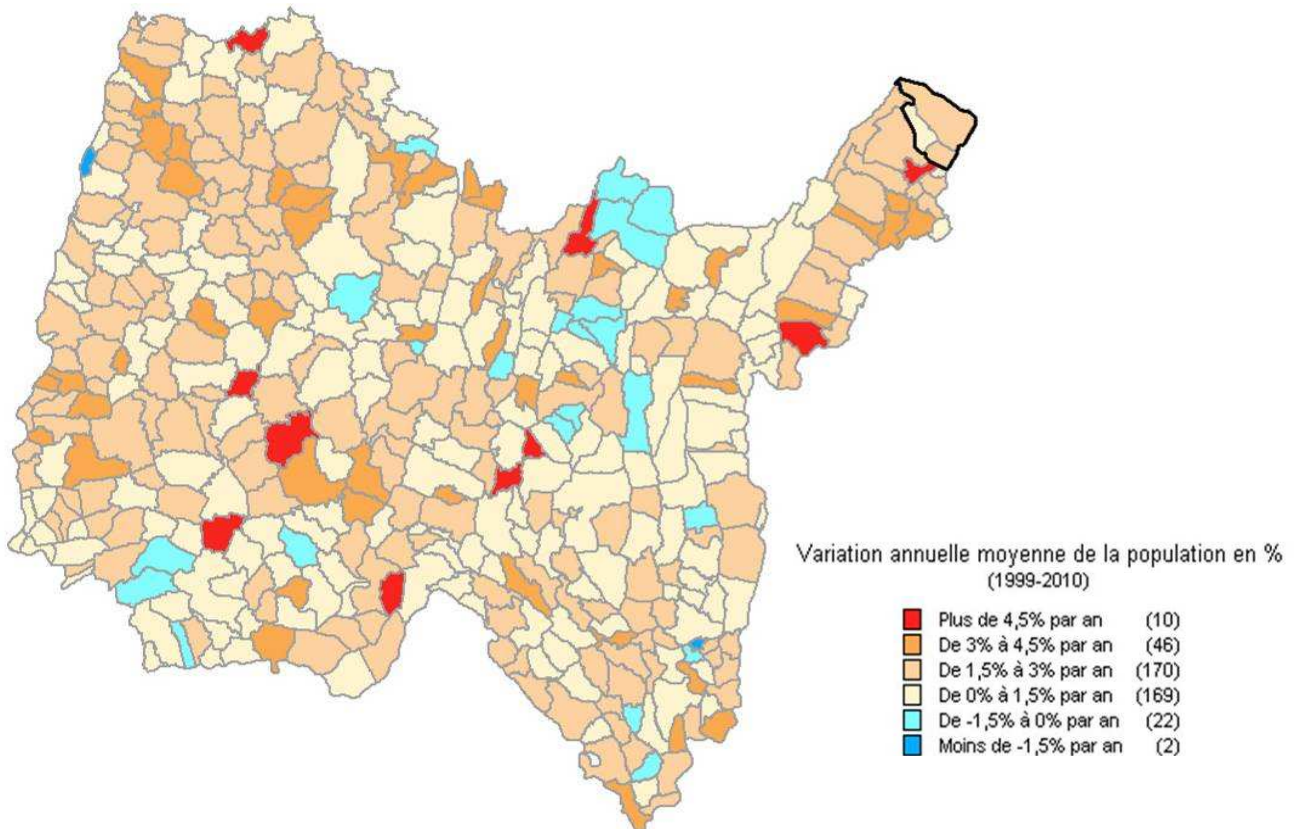 Variation annuelle moyenne de la population en %
(1999-2010)
Plus de 4,5% par an (10)
De 3% à 4,5% par an (46)
De 1,5% à 3% par an (170)
De 0% à 1,5% par an (169)
De -1,5% à 0% par an (22)
Moins de -1,5% par an (2)